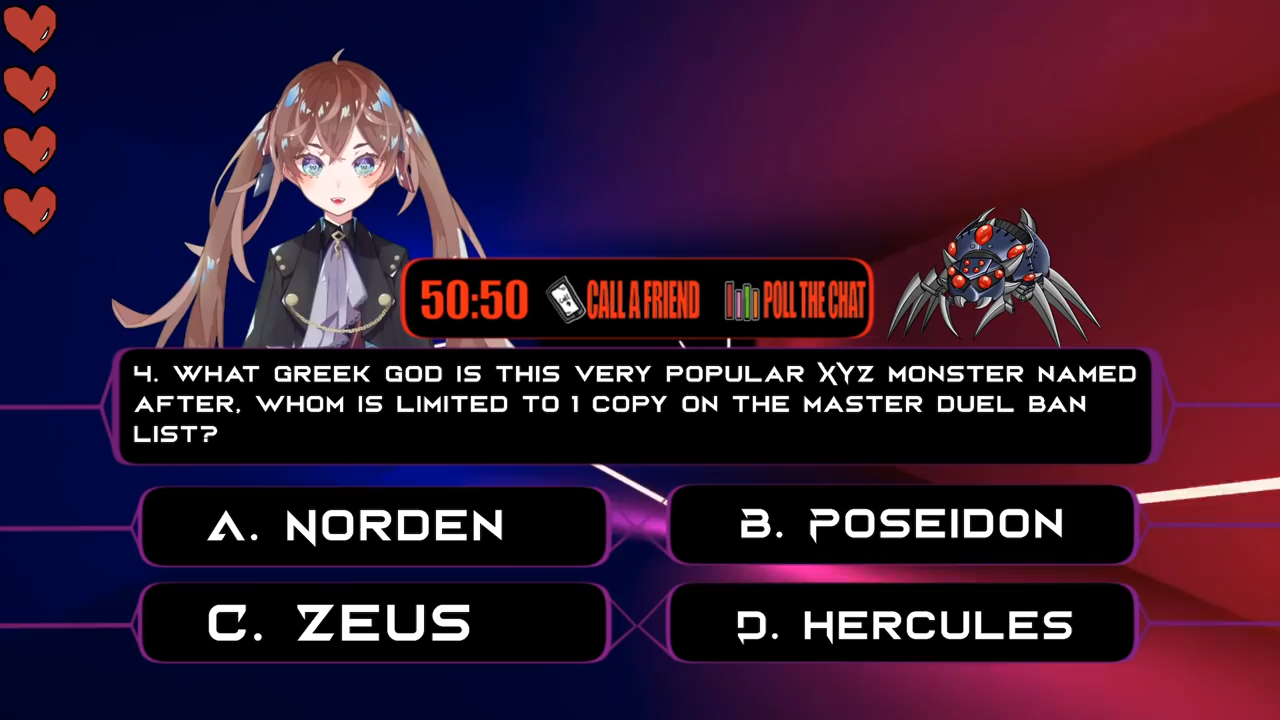 50:50 CALL A FRIEND POLL THE CHAT
4. WHAT GREEK GOD IS THIS VERY POPULAR XYZ MONSTER NAMED
AFTER, WHOM IS LIMITED TO 1 COPY ON THE MASTER DUEL BAN
LIST?
A. NORDEN
B. POSEIDON
C. ZEUS
D. HERCULES